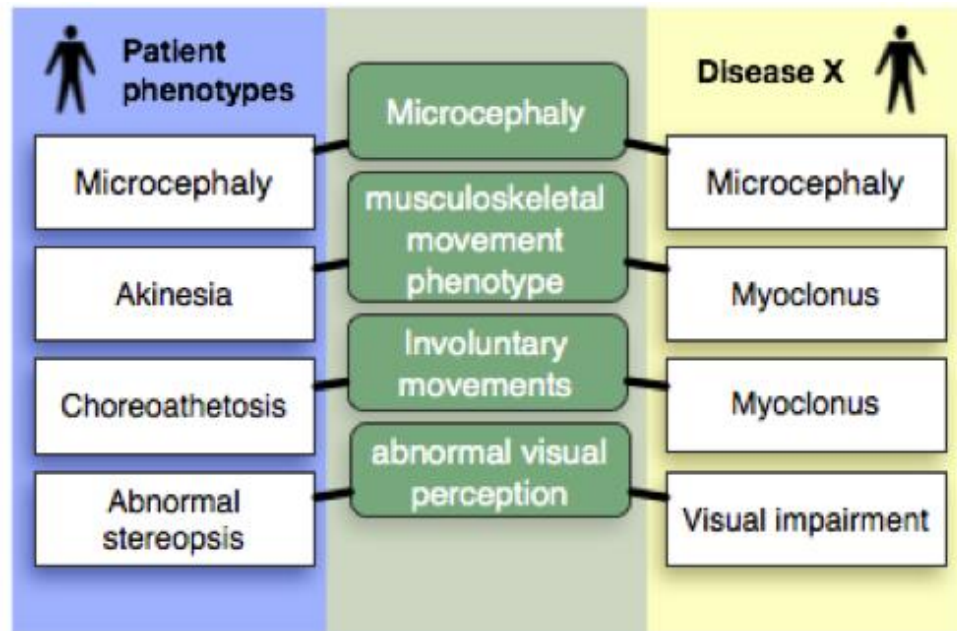 Patient
phenotypes
Microcephaly
Akinesia
Choreoathetosis
Abnormal
stereopsis
Microcephaly
musculoskeletal
movement
phenotype
Involuntary
movements
abnormal visual
perception
Disease X
Microcephaly
Myoclonus
Myoclonus
Visual impairment